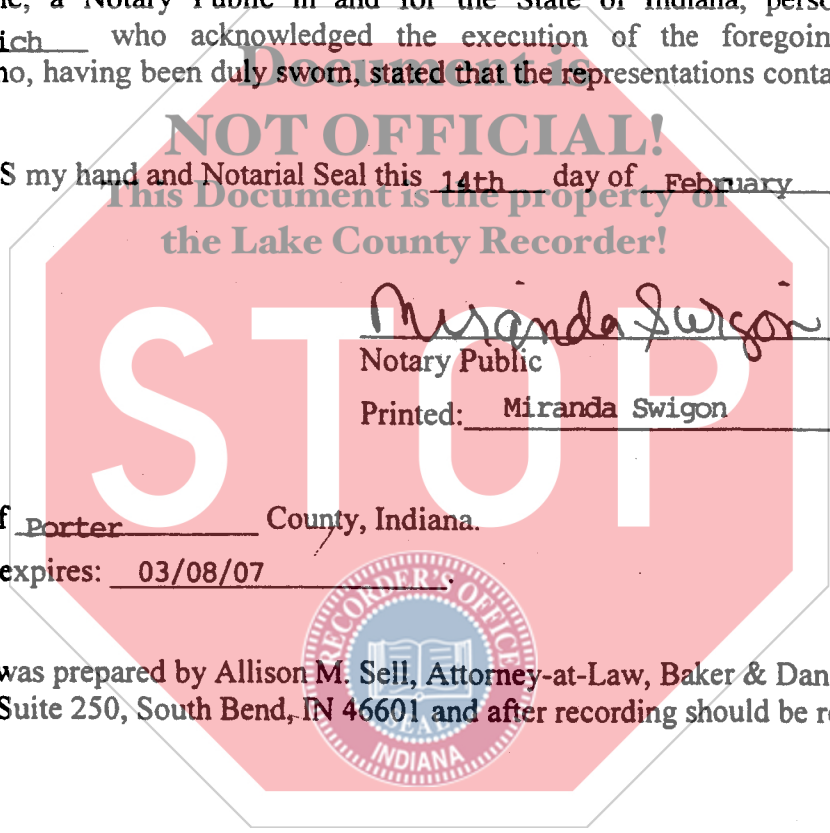 me, a Notary Public in and for the State of Indiana, perso
ich who acknowledged the execution of the foregoin
ho, having been duly sworn, stated that the representations conta
Document is
NOT OFFICIAL!
S my hand and Notarial Seal this 14th day of February
This Document is the property of
the Lake County Recorder!
STOP
Miranda Swigon
Notary Public
Printed: Miranda Swigon
f Porter County, Indiana.
expires: 03/08/07.
RECORDER'S OFFICE
SEAL
INDIANA
was prepared by Allison M. Sell, Attorney-at-Law, Baker & Dan
Suite 250, South Bend, IN 46601 and after recording should be r